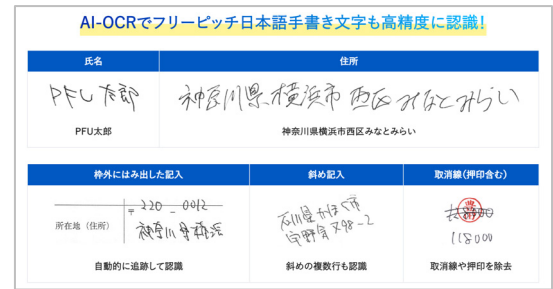 AI-OCRでフリーピッチ日本語手書き文字も高精度に認識!
氏名
住所
PFU 太郎
神奈川県横浜市西区みなとみらい
PFU太郎
神奈川県横浜市西区みなとみらい
枠外にはみ出した記入
斜め記入
取消線(押印含む)
所在地(住所)
〒220-0012
神奈川県横浜
石川県かほく市
宇野気ヌ98-2
118000
自動的に追跡して認識
斜めの複数行も認識
取消線や押印を除去